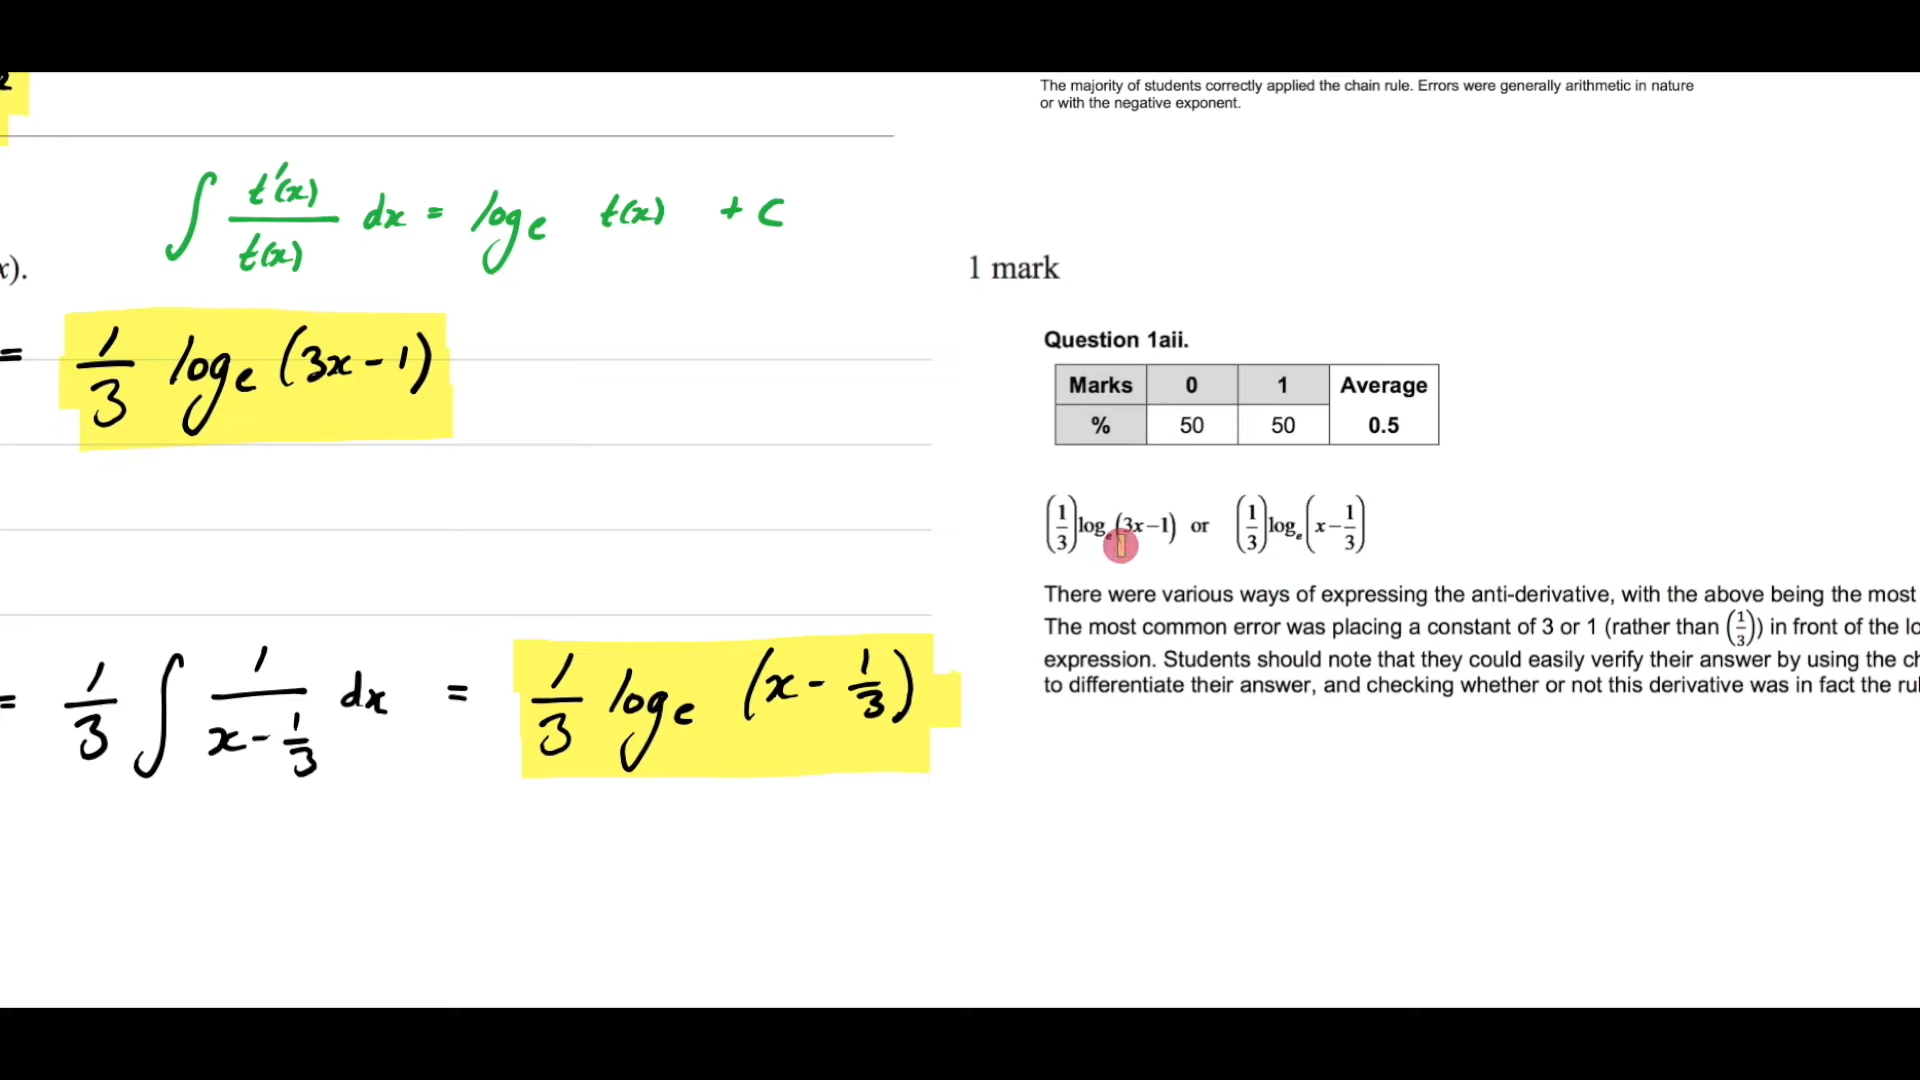 The majority of students correctly applied the chain rule. Errors were generally arithmetic in nature
or with the negative exponent.
∫ t'(x)/t(x) dx = logₑ t(x) + c
x).
1 mark
= 1/3 logₑ (3x - 1)
Question 1aii.
Marks 0 1 Average
% 50 50 0.5
(1/3)logₑ(3x−1) or (1/3)logₑ(x−1/3)
There were various ways of expressing the anti-derivative, with the above being the most
The most common error was placing a constant of 3 or 1 (rather than (1/3)) in front of the lo
expression. Students should note that they could easily verify their answer by using the ch
to differentiate their answer, and checking whether or not this derivative was in fact the rul
= 1/3 ∫ 1/(x - 1/3) dx = 1/3 logₑ (x - 1/3)